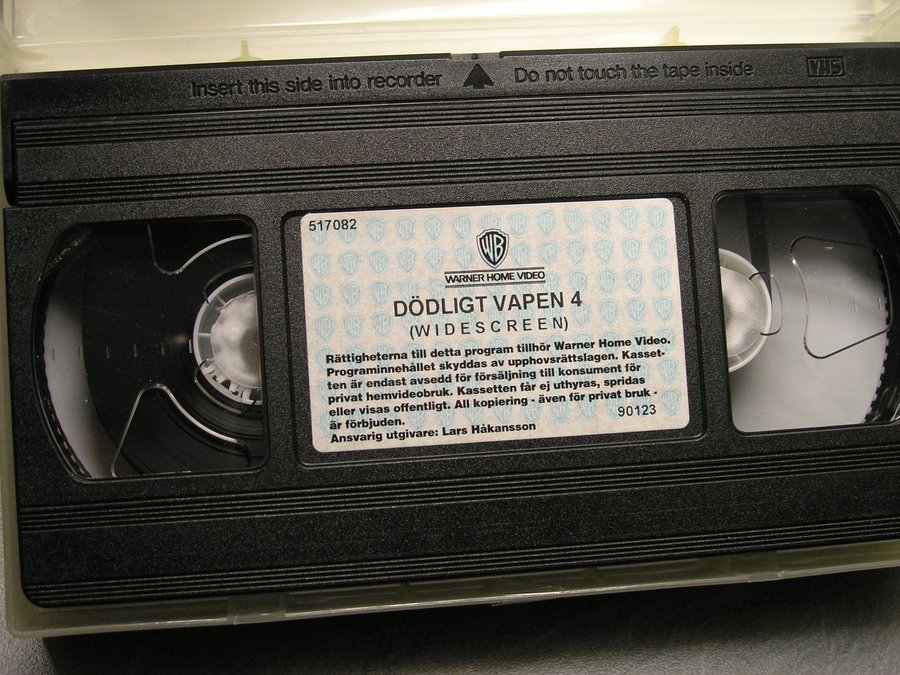 Insert this side into recorder Do not touch the tape inside VHS
517082
WB
WARNER HOME VIDEO
DÖDLIGT VAPEN 4
(WIDESCREEN)
Rättigheterna till detta program tillhör Warner Home Video.
Programinnehållet skyddas av upphovsrättslagen. Kasset-
ten är endast avsedd för försäljning till konsument för
privat hemvideobruk. Kassetten får ej uthyras, spridas
eller visas offentligt. All kopiering - även för privat bruk -
är förbjuden. 90123
Ansvarig utgivare: Lars Håkansson